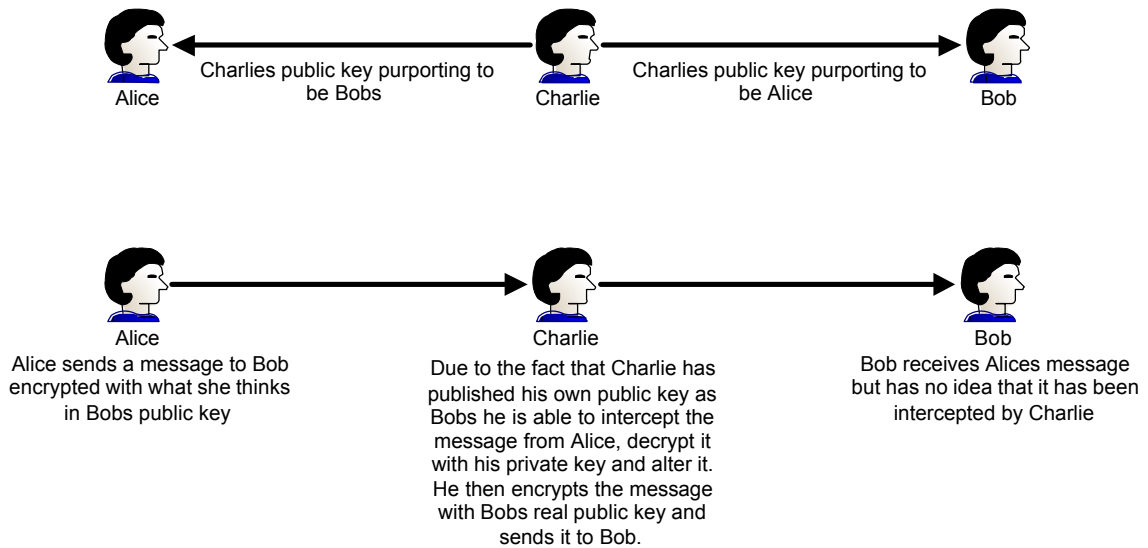 Charlies public key purporting to
be Bobs
Charlies public key purporting to
be Alice
Alice
Charlie
Bob
Alice
Alice sends a message to Bob
encrypted with what she thinks
in Bobs public key
Charlie
Due to the fact that Charlie has
published his own public key as
Bobs he is able to intercept the
message from Alice, decrypt it
with his private key and alter it.
He then encrypts the message
with Bobs real public key and
sends it to Bob.
Bob
Bob receives Alices message
but has no idea that it has been
intercepted by Charlie